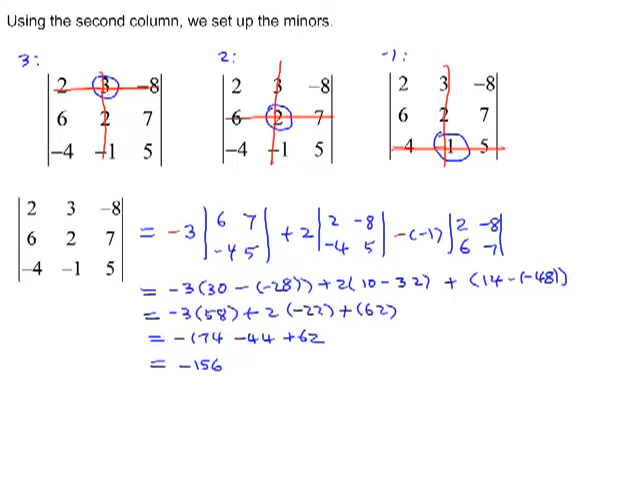 Using the second column, we set up the minors.
3: 2: -1:
2 3 -8 2 3 -8 2 3 -8
6 2 7 6 2 7 6 2 7
-4 -1 5 -4 -1 5 -4 -1 5
|2 3 -8|
|6 2 7| = -3 |6 7| + 2 |2 -8| - (-1) |2 -8|
|-4 -1 5| |-4 5| |-4 5| |6 7|
= -3(30 - (-28)) + 2(10 - 32) + (14 - (-48))
= -3(58) + 2(-22) + (62)
= -174 - 44 + 62
= -156